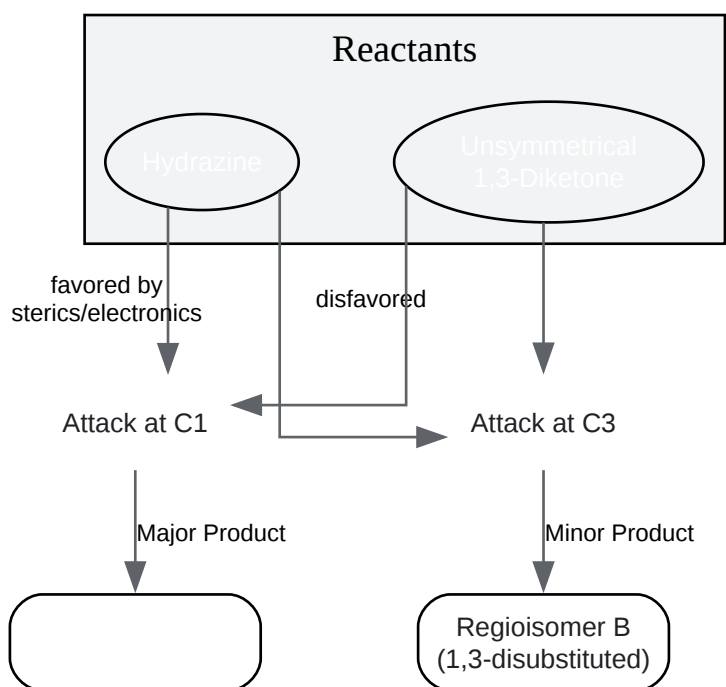 Reactants
Hydrazine
Unsymmetrical
1,3-Diketone
favored by
sterics/electronics
disfavored
Attack at C1
Attack at C3
Major Product
Minor Product
Regioisomer B
(1,3-disubstituted)